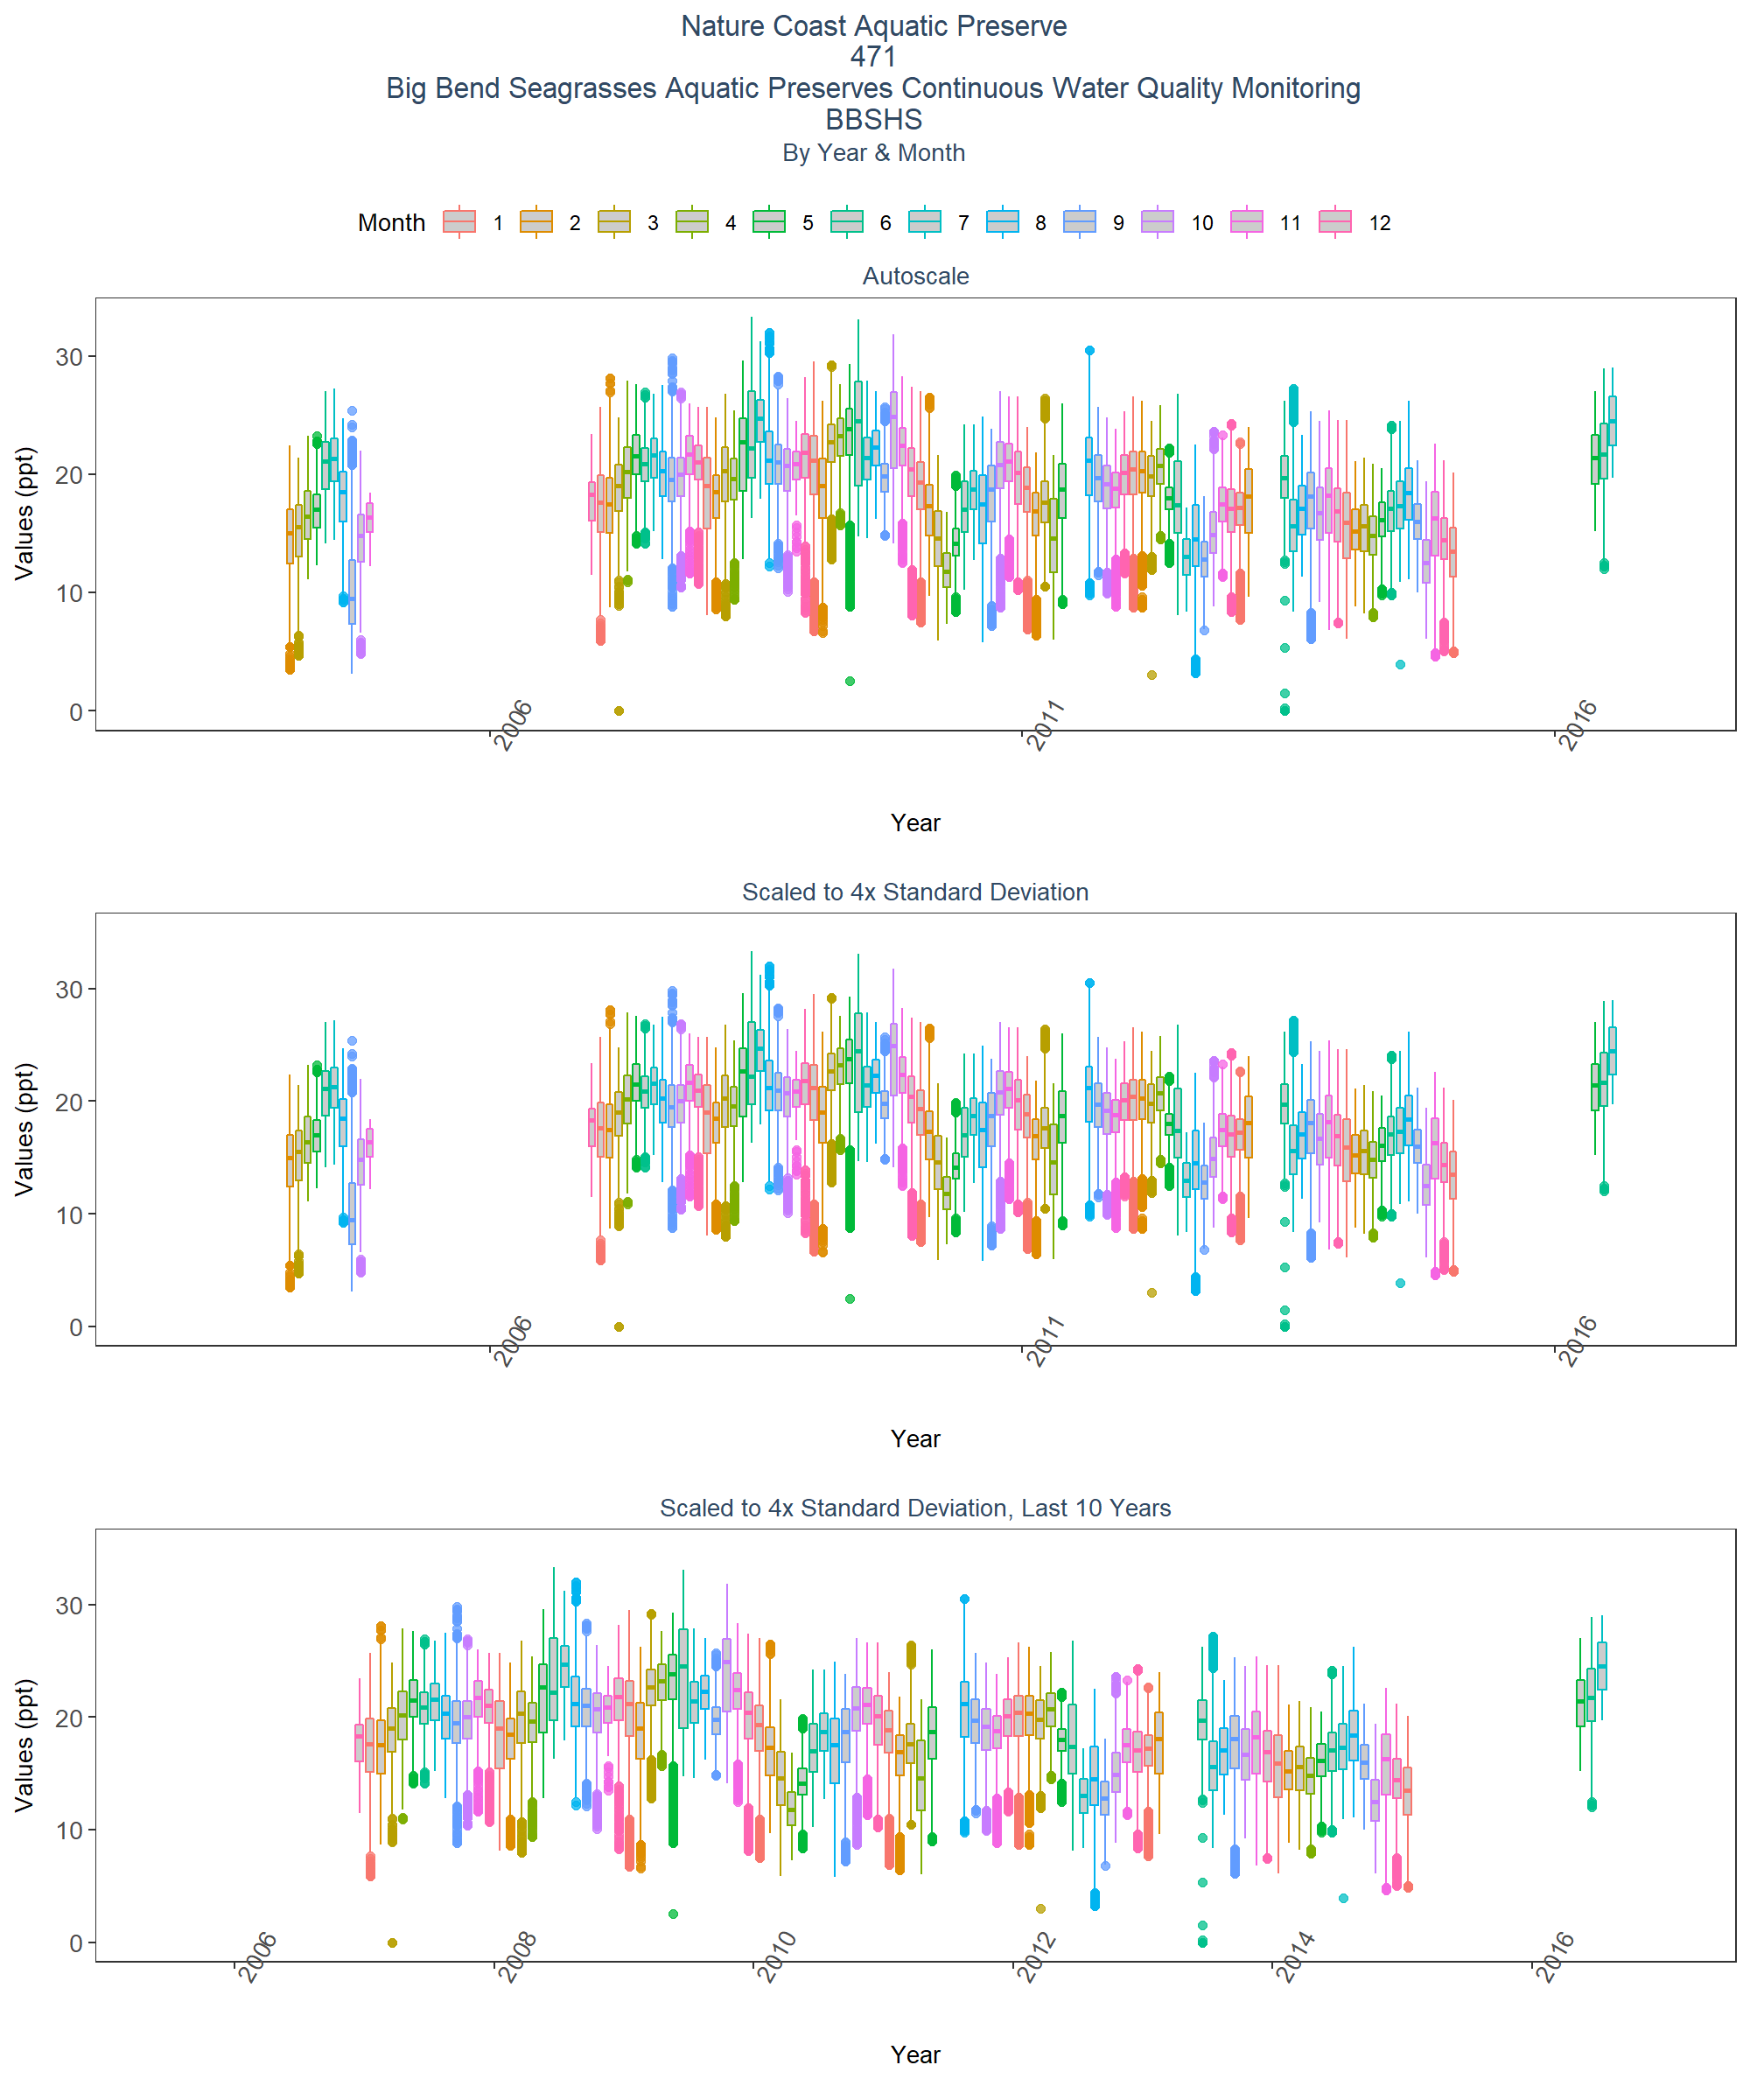 Nature Coast Aquatic Preserve
471
Big Bend Seagrasses Aquatic Preserves Continuous Water Quality Monitoring
BBSHS
By Year & Month
Month 1 2 3 4 5 6 7 8 9 10 11 12
Autoscale
Values (ppt)
30
20
10
0
2006 2011 2016
Year
Scaled to 4x Standard Deviation
Values (ppt)
30
20
10
0
2006 2011 2016
Year
Scaled to 4x Standard Deviation, Last 10 Years
Values (ppt)
30
20
10
0
2006 2008 2010 2012 2014 2016
Year